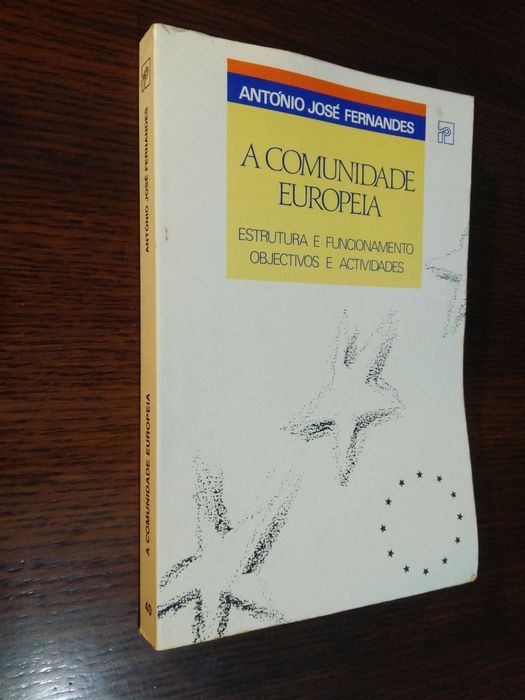 ANTÓNIO JOSÉ FERNANDES
A COMUNIDADE
EUROPEIA
ESTRUTURA E FUNCIONAMENTO
OBJECTIVOS E ACTIVIDADES
ANTÓNIO JOSÉ FERNANDES
A COMUNIDADE EUROPEIA
40